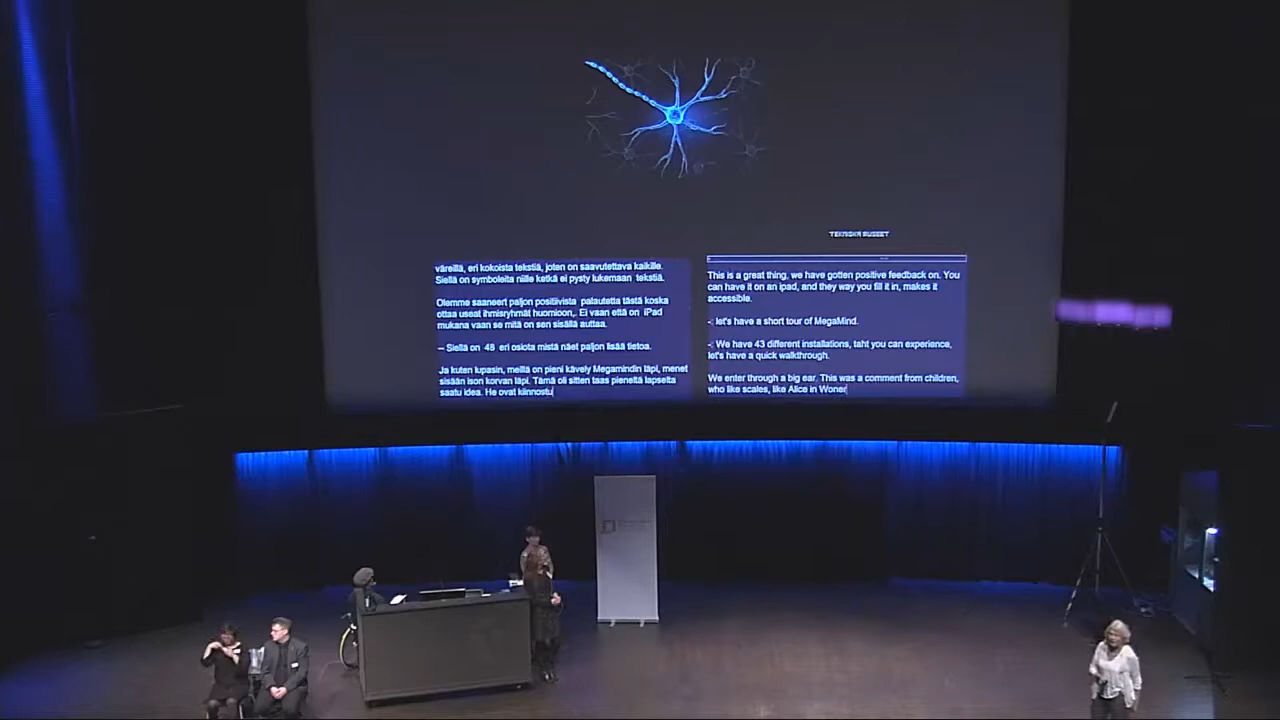 TEKNISKA MUSEET
väreillä, eri kokoista tekstiä, joten on saavutettava kaikille.
Siellä on symboleita niille ketkä ei pysty lukemaan tekstiä.
Olemme saaneert paljon positiivista palautetta tästä koska
ottaa useat ihmisryhmät huomioon,. Ei vaan että on iPad
mukana vaan se mitä on sen sisällä auttaa.
– Siellä on 48 eri osiota mistä näet paljon lisää tietoa.
Ja kuten lupasin, meillä on pieni kävely Megamindin läpi, menet
sisään ison korvan läpi. Tämä oli sitten taas pieneltä lapselta
saatu idea. He ovat kiinnostu
This is a great thing, we have gotten positive feedback on. You
can have it on an ipad, and they way you fill it in, makes it
accessible.
-: let's have a short tour of MegaMind.
-: We have 43 different installations, taht you can experience,
let's have a quick walkthrough.
We enter through a big ear. This was a comment from children,
who like scales, like Alice in Woner